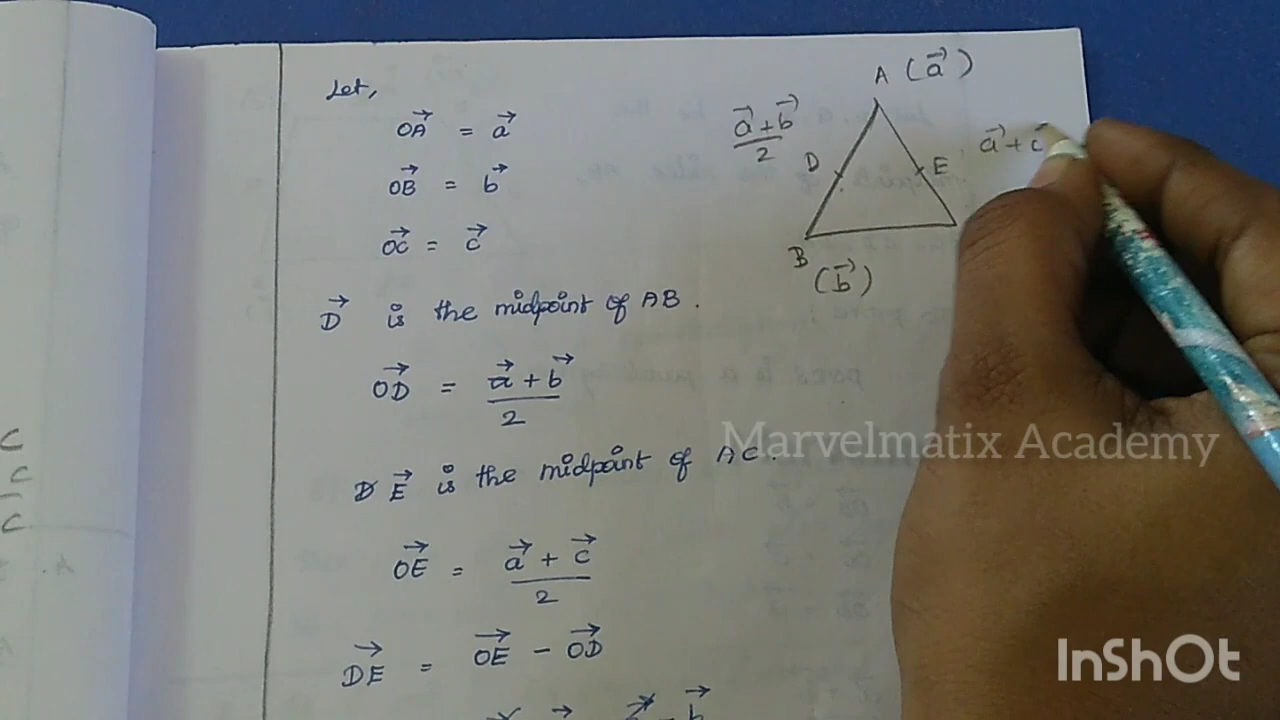 Let,
OA⃗ = a⃗
OB⃗ = b⃗
OC⃗ = c⃗
D⃗ is the midpoint of AB.
OD⃗ = a⃗ + b⃗ / 2
D E⃗ is the midpoint of AC.
OE⃗ = a⃗ + c⃗ / 2
DE⃗ = OE⃗ - OD⃗
A (a⃗)
a⃗ + b⃗ / 2
D
E
a⃗ + c⃗
B
(b⃗)
C
C
C
Marvelmatix Academy
InShOt